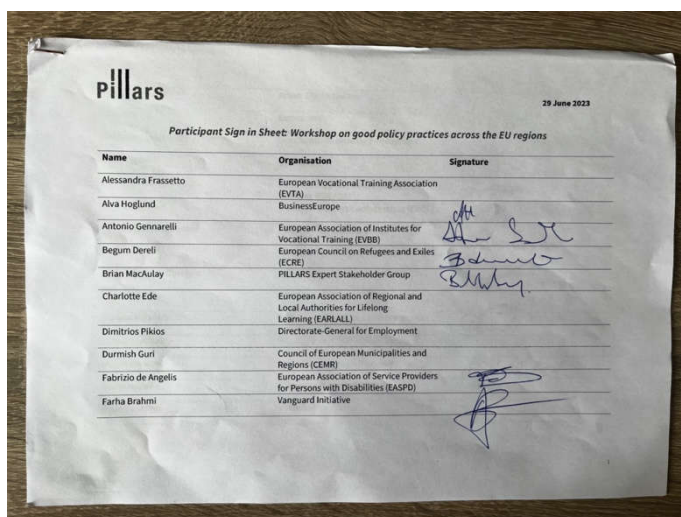 Pillars
29 June 2023
Participant Sign in Sheet: Workshop on good policy practices across the EU regions
Name Organisation Signature
Alessandra Frassetto European Vocational Training Association
(EVTA)
Alva Hoglund BusinessEurope
Antonio Gennarelli European Association of Institutes for
Vocational Training (EVBB)
Begum Dereli European Council on Refugees and Exiles
(ECRE)
Brian MacAulay PILLARS Expert Stakeholder Group
Charlotte Ede European Association of Regional and
Local Authorities for Lifelong
Learning (EARLALL)
Dimitrios Pikios Directorate-General for Employment
Durmish Guri Council of European Municipalities and
Regions (CEMR)
Fabrizio de Angelis European Association of Service Providers
for Persons with Disabilities (EASPD)
Farha Brahmi Vanguard Initiative